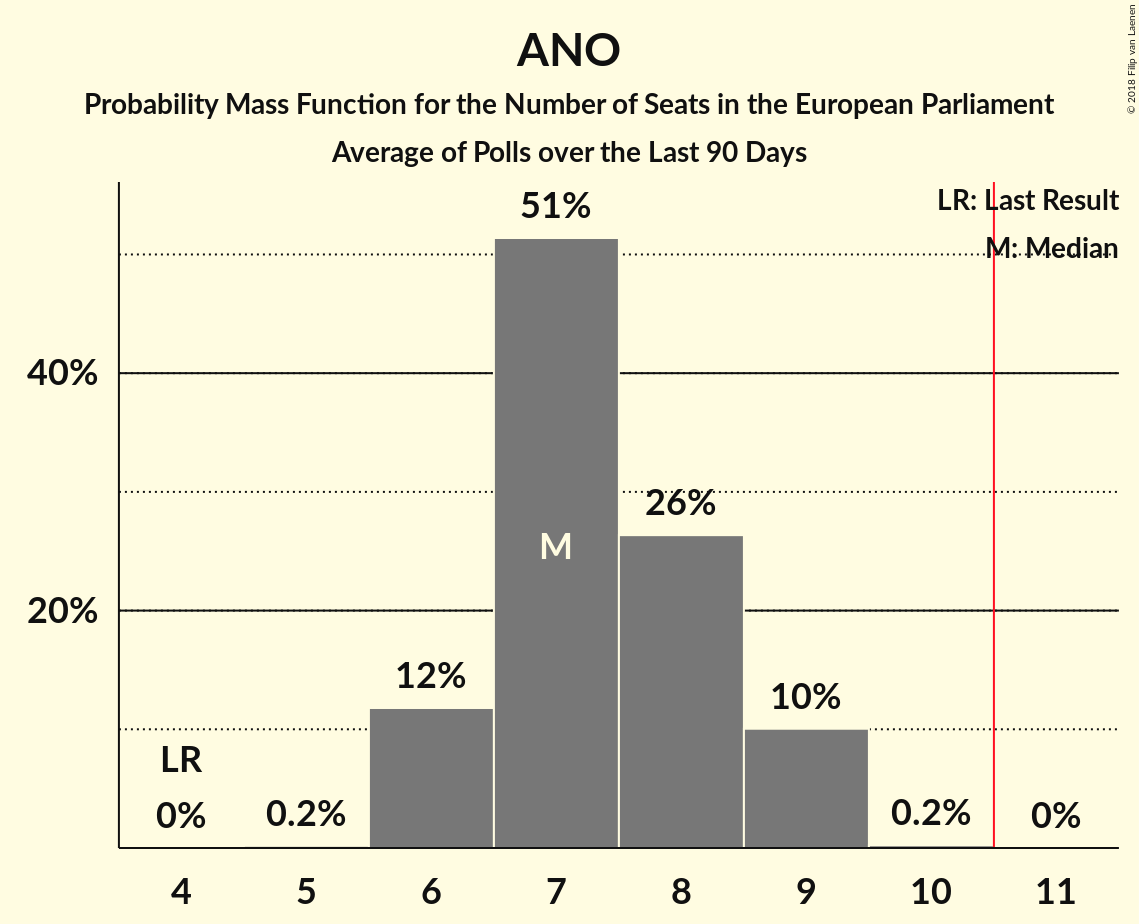 ANO
Probability Mass Function for the Number of Seats in the European Parliament
Average of Polls over the Last 90 Days
© 2018 Filip van Laenen
LR: Last Result
M: Median
51%
40%
26%
M
20%
12%
10%
LR
0%
0.2%
0.2%
0%
4 5 6 7 8 9 10 11